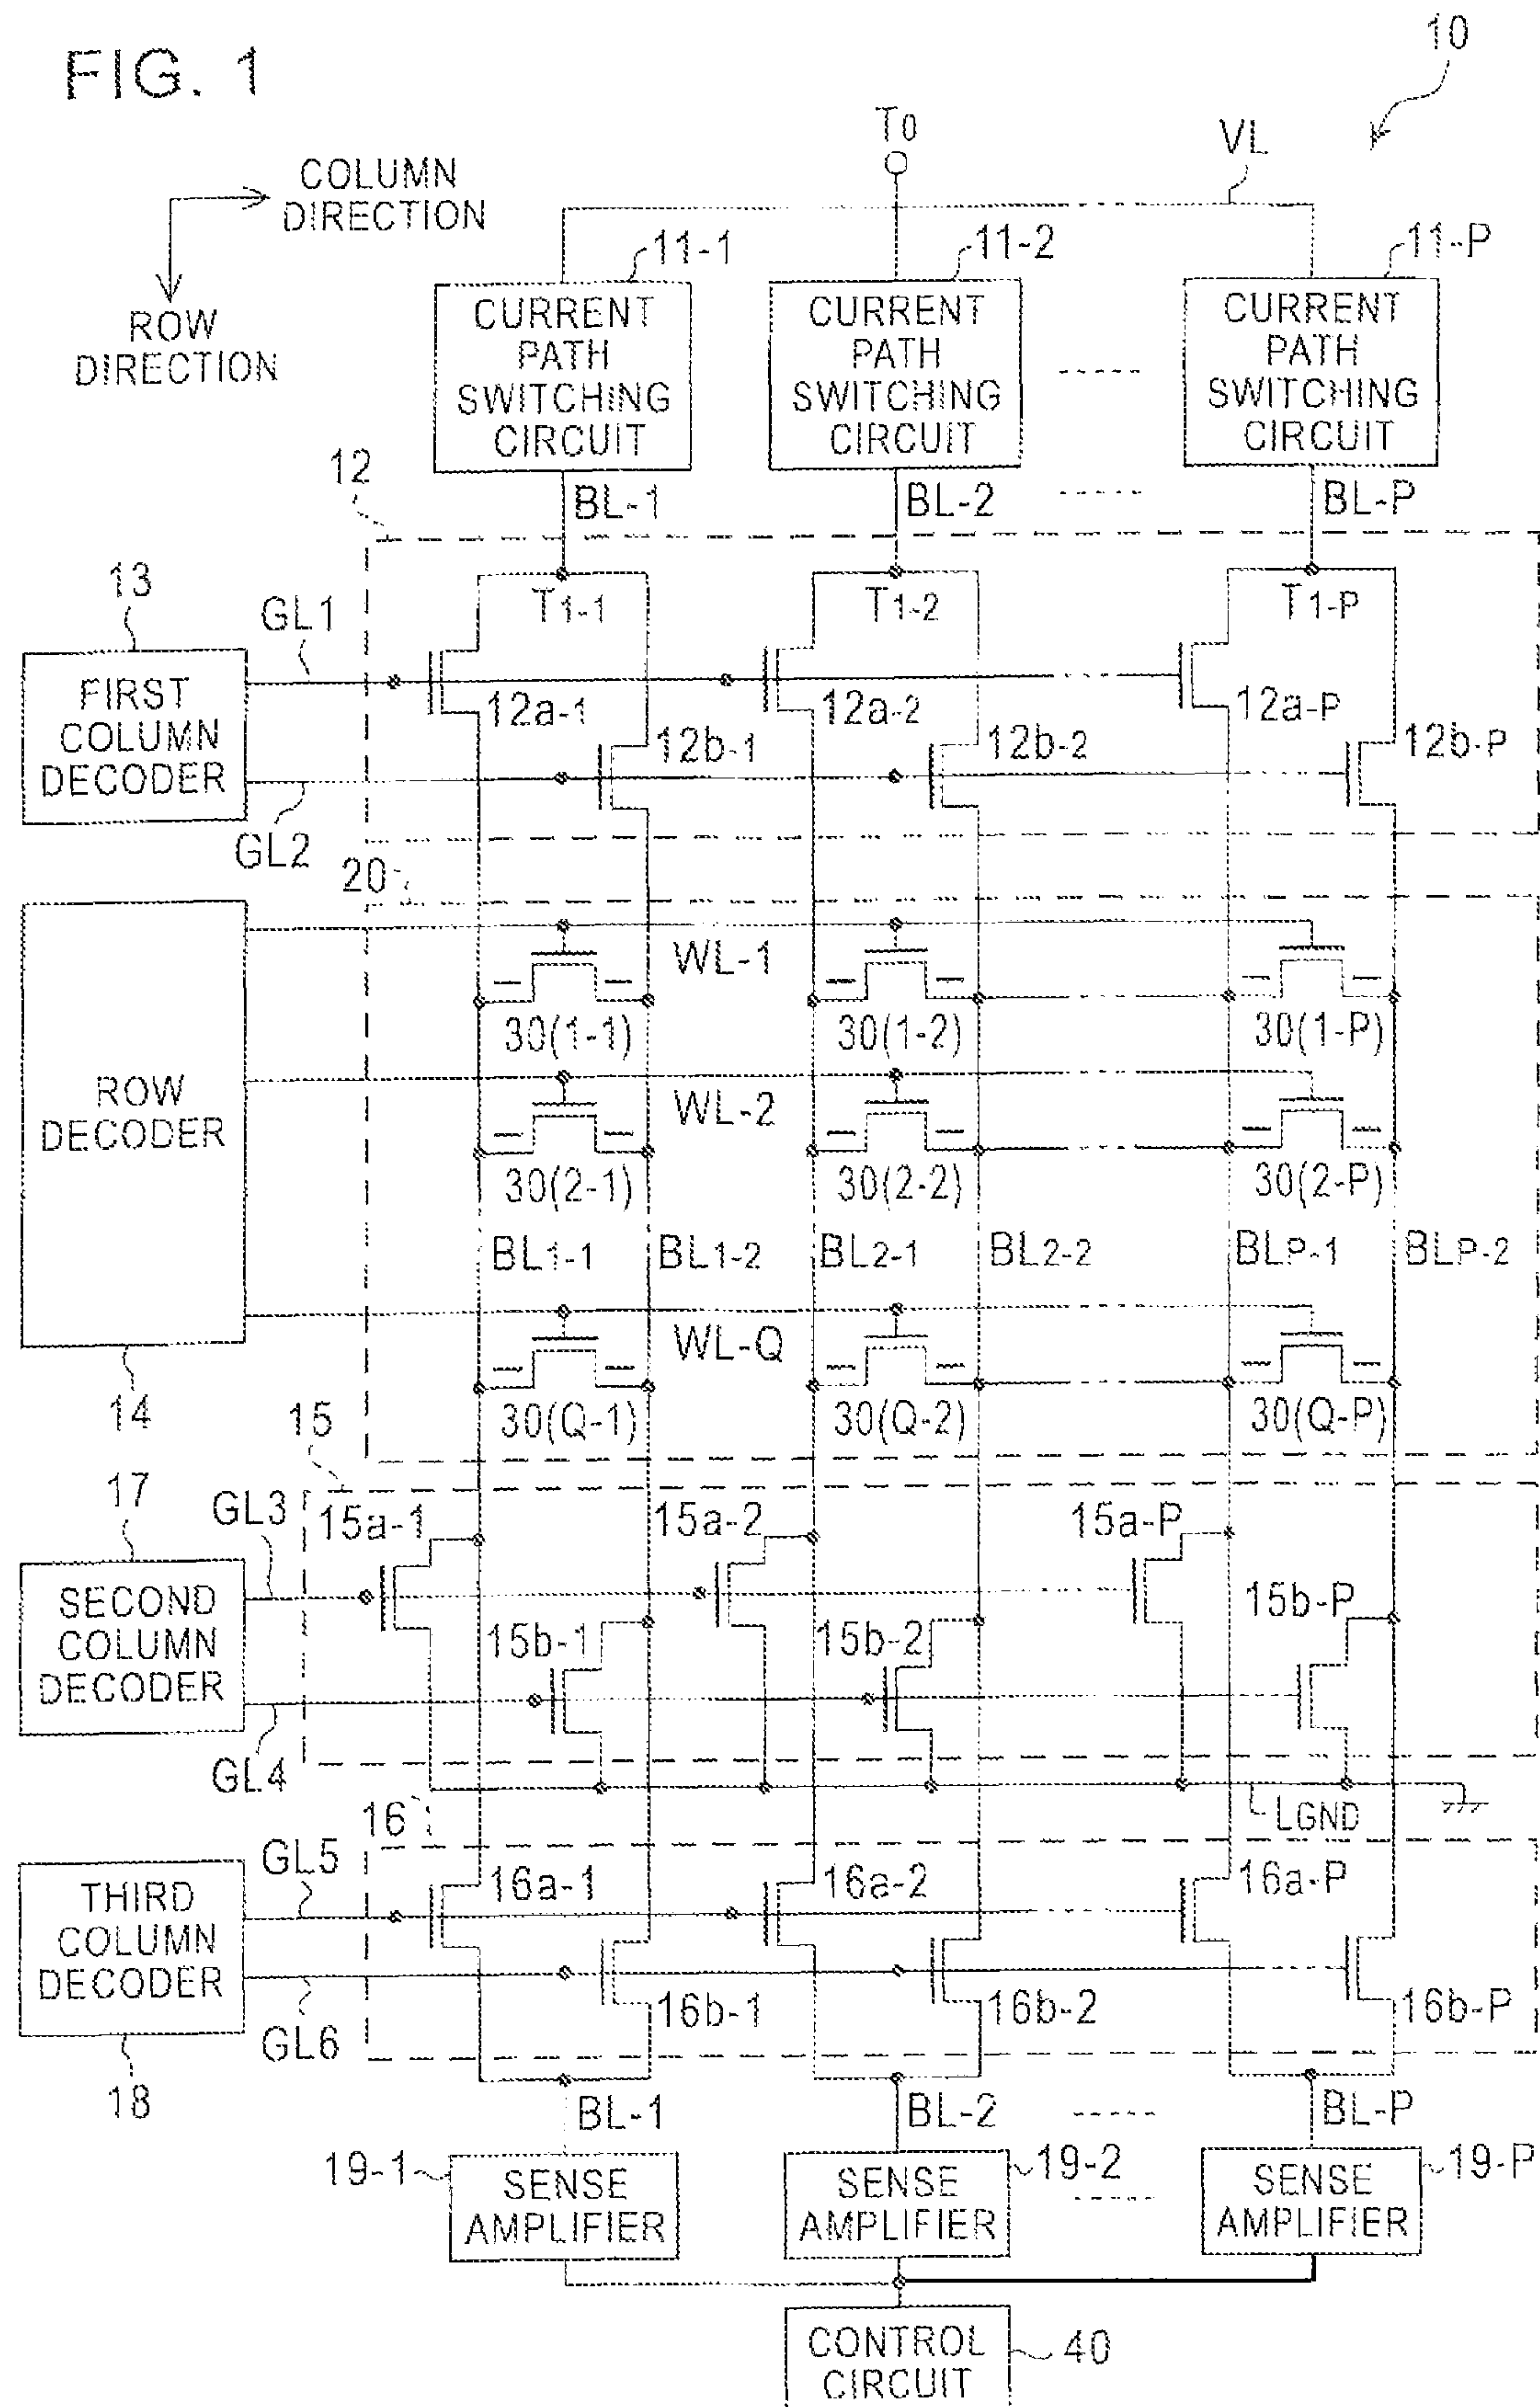 FIG. 1
10
T0
VL
COLUMN
DIRECTION
ROW
DIRECTION
11-1
11-2
11-P
CURRENT
PATH
SWITCHING
CIRCUIT
CURRENT
PATH
SWITCHING
CIRCUIT
CURRENT
PATH
SWITCHING
CIRCUIT
12
BL-1
BL-2
BL-P
13
GL1
T1-1
T1-2
T1-P
FIRST
COLUMN
DECODER
12a-1
12a-2
12a-P
12b-1
12b-2
12b-P
GL2
20
WL-1
30(1-1)
30(1-2)
30(1-P)
ROW
DECODER
WL-2
30(2-1)
30(2-2)
30(2-P)
BL1-1
BL1-2
BL2-1
BL2-2
BLP-1
BLP-2
WL-Q
30(Q-1)
30(Q-2)
30(Q-P)
14
15
17
GL3
15a-1
15a-2
15a-P
SECOND
COLUMN
DECODER
15b-1
15b-2
15b-P
GL4
16
LGND
GL5
16a-1
16a-2
16a-P
THIRD
COLUMN
DECODER
16b-1
16b-2
16b-P
GL6
18
BL-1
BL-2
BL-P
19-1
19-2
19-P
SENSE
AMPLIFIER
SENSE
AMPLIFIER
SENSE
AMPLIFIER
CONTROL
CIRCUIT
40